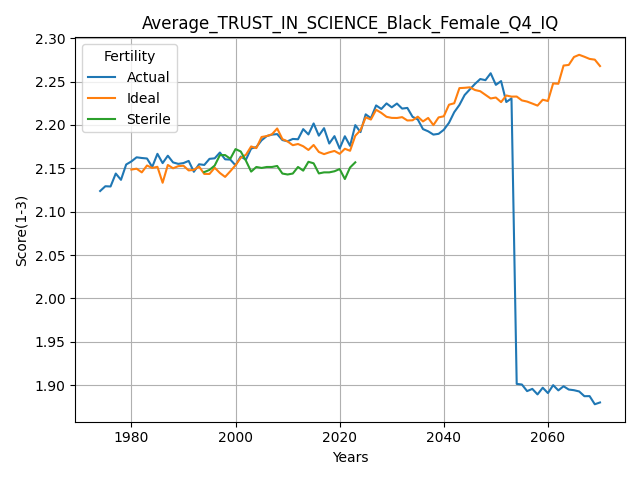 Average_TRUST_IN_SCIENCE_Black_Female_Q4_IQ
Fertility
Actual
Ideal
Sterile
Score(1-3)
2.30
2.25
2.20
2.15
2.10
2.05
2.00
1.95
1.90
1980 2000 2020 2040 2060
Years